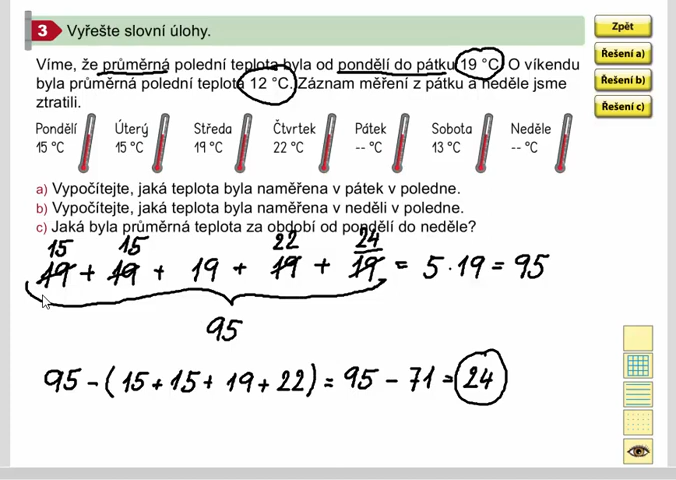 3 Vyřešte slovní úlohy.
Zpět
Řešení a)
Řešení b)
Řešení c)
Víme, že průměrná polední teplota byla od pondělí do pátku 19 °C. O víkendu
byla průměrná polední teplota 12 °C. Záznam měření z pátku a neděle jsme
ztratili.
Pondělí Úterý Středa Čtvrtek Pátek Sobota Neděle
15 °C 15 °C 19 °C 22 °C -- °C 13 °C -- °C
a) Vypočítejte, jaká teplota byla naměřena v pátek v poledne.
b) Vypočítejte, jaká teplota byla naměřena v neděli v poledne.
c) Jaká byla průměrná teplota za období od pondělí do neděle?
15 15 22 24
19 + 19 + 19 + 19 + 19 = 5 · 19 = 95
95
95 - (15 + 15 + 19 + 22) = 95 - 71 = 24